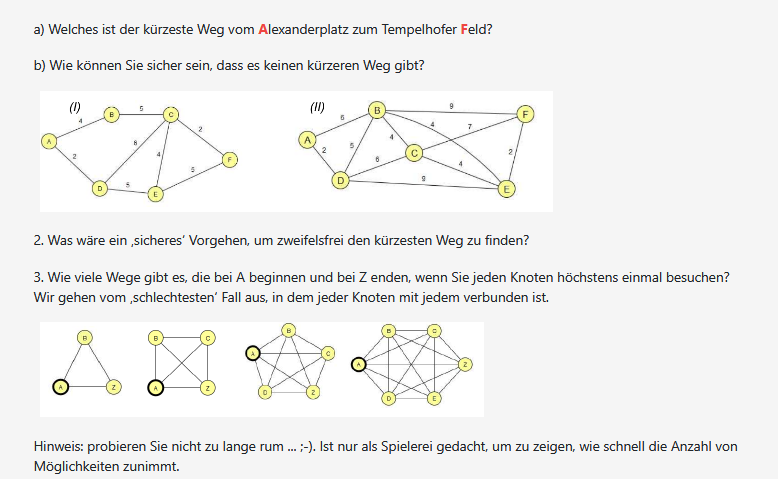 a) Welches ist der kürzeste Weg vom Alexanderplatz zum Tempelhofer Feld?
b) Wie können Sie sicher sein, dass es keinen kürzeren Weg gibt?
(I)
A
B
C
D
E
F
4
5
2
2
8
4
5
5
(II)
A
B
C
D
E
F
6
9
2
5
4
4
7
6
4
2
9
2. Was wäre ein ‚sicheres‘ Vorgehen, um zweifelsfrei den kürzesten Weg zu finden?
3. Wie viele Wege gibt es, die bei A beginnen und bei Z enden, wenn Sie jeden Knoten höchstens einmal besuchen?
Wir gehen vom ‚schlechtesten‘ Fall aus, in dem jeder Knoten mit jedem verbunden ist.
B
A
Z
B
C
A
Z
B
A
C
D
Z
B
C
A
Z
D
E
Hinweis: probieren Sie nicht zu lange rum ... ;-). Ist nur als Spielerei gedacht, um zu zeigen, wie schnell die Anzahl von
Möglichkeiten zunimmt.